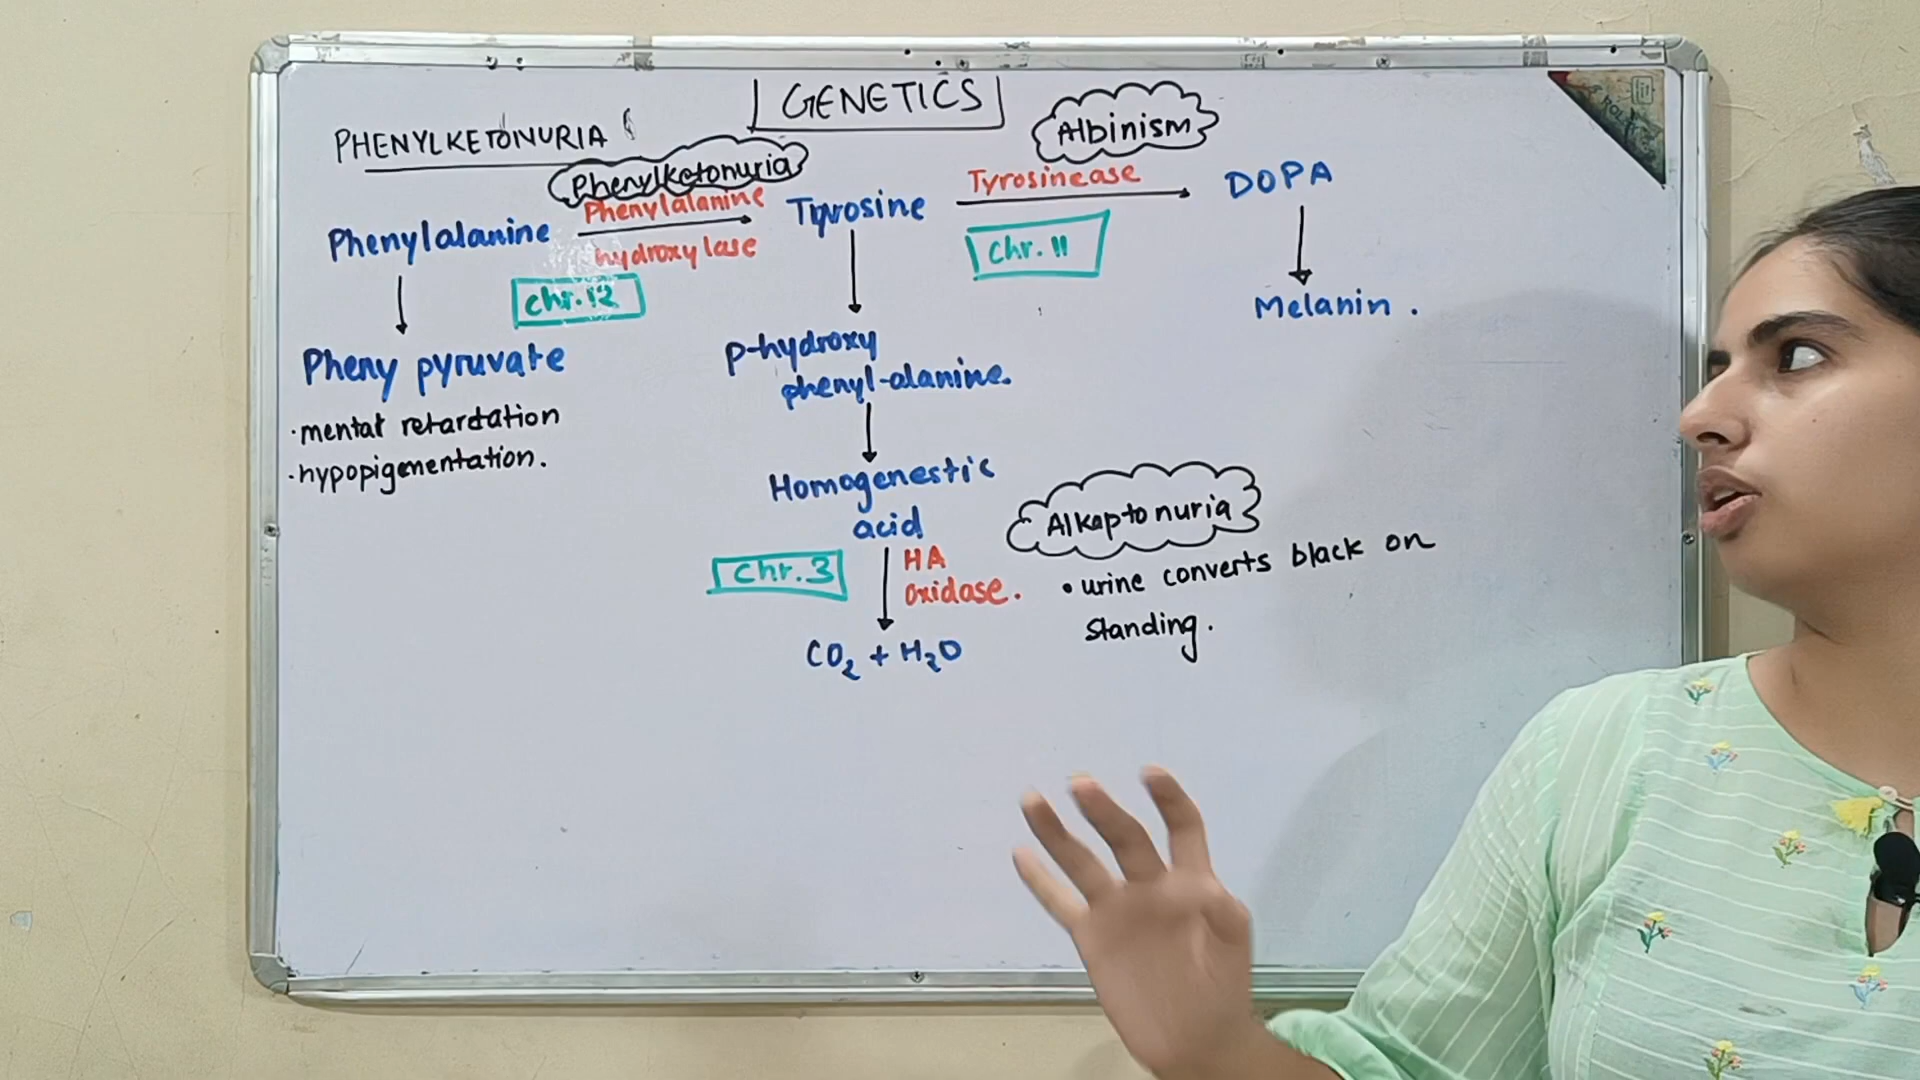 GENETICS
PHENYLKETONURIA
Phenylketonuria
Albinism
Phenylalanine
Phenylalanine
hydroxylase
Chr.12
Tyrosine
Tyrosinease
Chr. 11
DOPA
Melanin.
Pheny pyruvate
• mental retardation
• hypopigmentation.
p-hydroxy
phenyl-alanine.
Homogenestic
acid
Chr. 3
HA
oxidase.
CO₂ + H₂O
Alkaptonuria
• urine converts black on
standing.